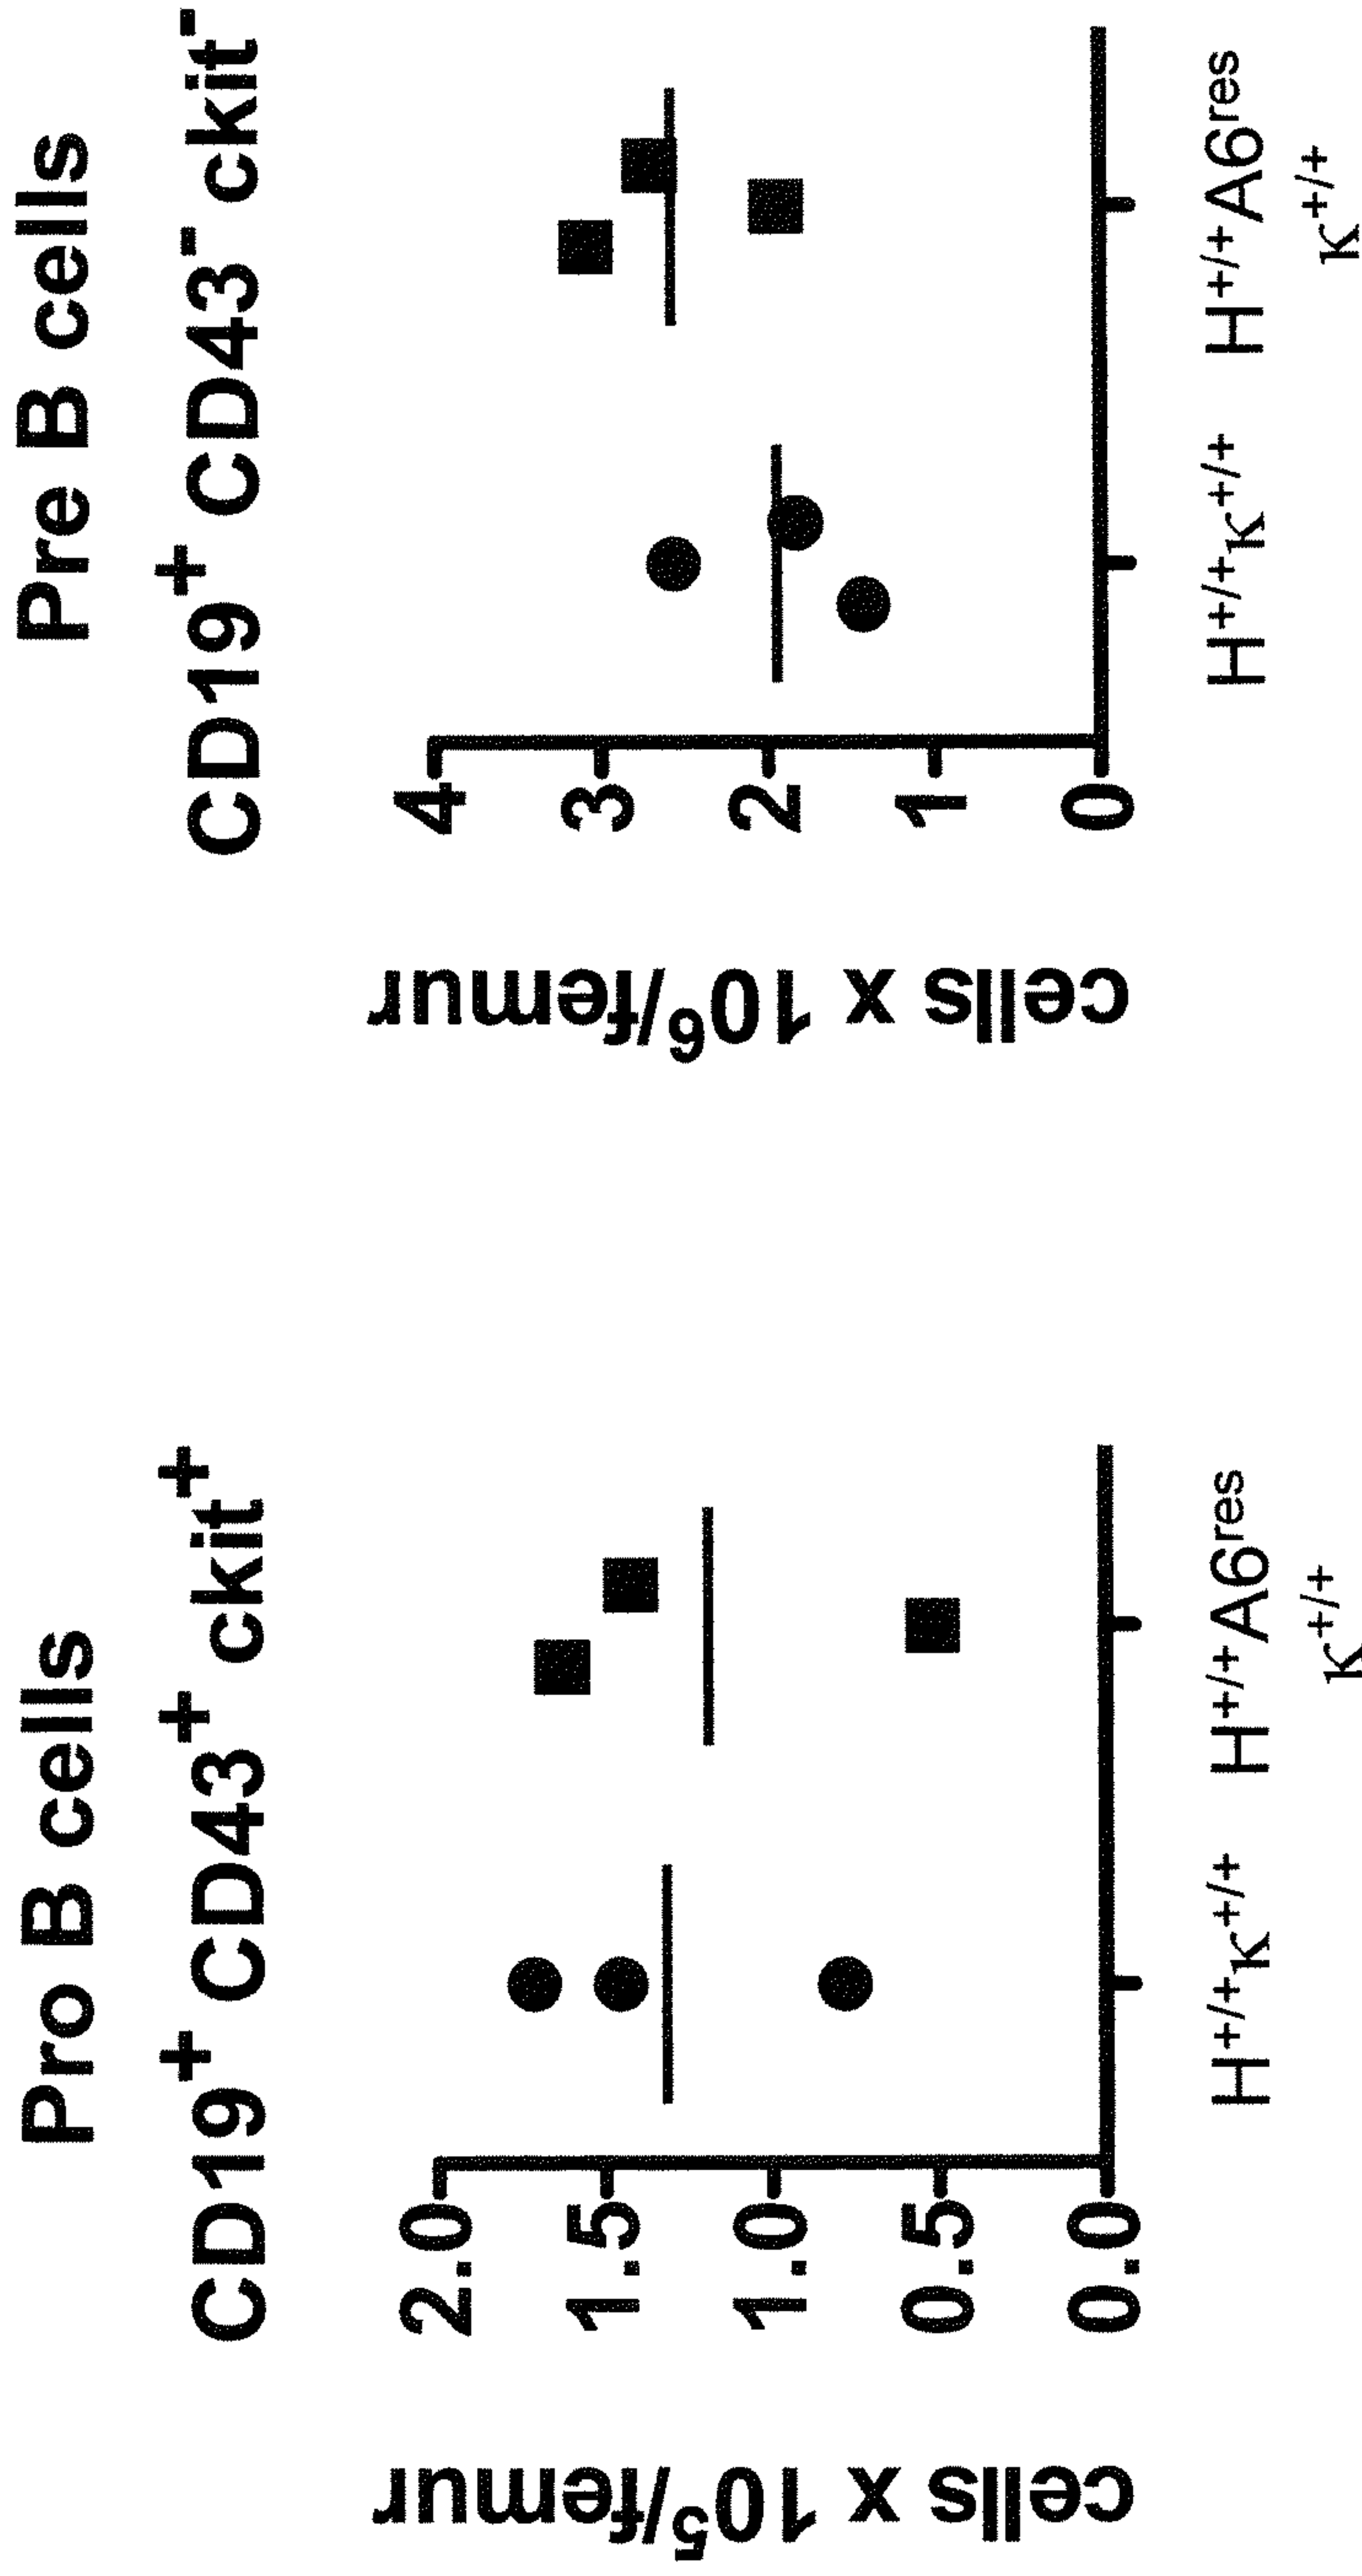 Pro B cells
CD19⁺ CD43⁺ ckit⁺
cells x 10⁵/femur
2.0
1.5
1.0
0.5
0.0
H⁺/⁺κ⁺/⁺ H⁺/⁺A6ʳᵉˢ
κ⁺/⁺
Pre B cells
CD19⁺ CD43⁻ ckit⁻
cells x 10⁶/femur
4
3
2
1
0
H⁺/⁺κ⁺/⁺ H⁺/⁺A6ʳᵉˢ
κ⁺/⁺